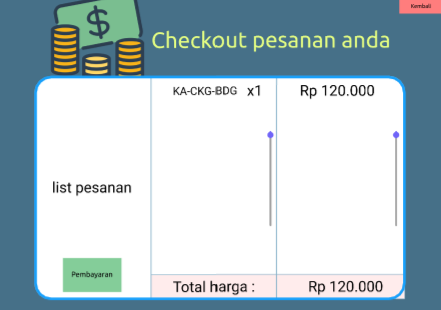 Kembali
$
Checkout pesanan anda
KA-CKG-BDG x1 Rp 120.000
list pesanan
Pembayaran
Total harga : Rp 120.000